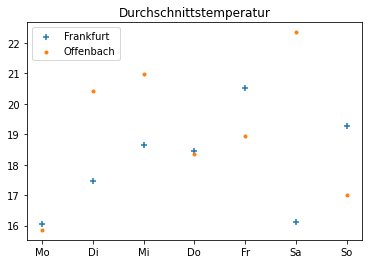 Durchschnittstemperatur
Frankfurt
Offenbach
22
21
20
19
18
17
16
Mo Di Mi Do Fr Sa So